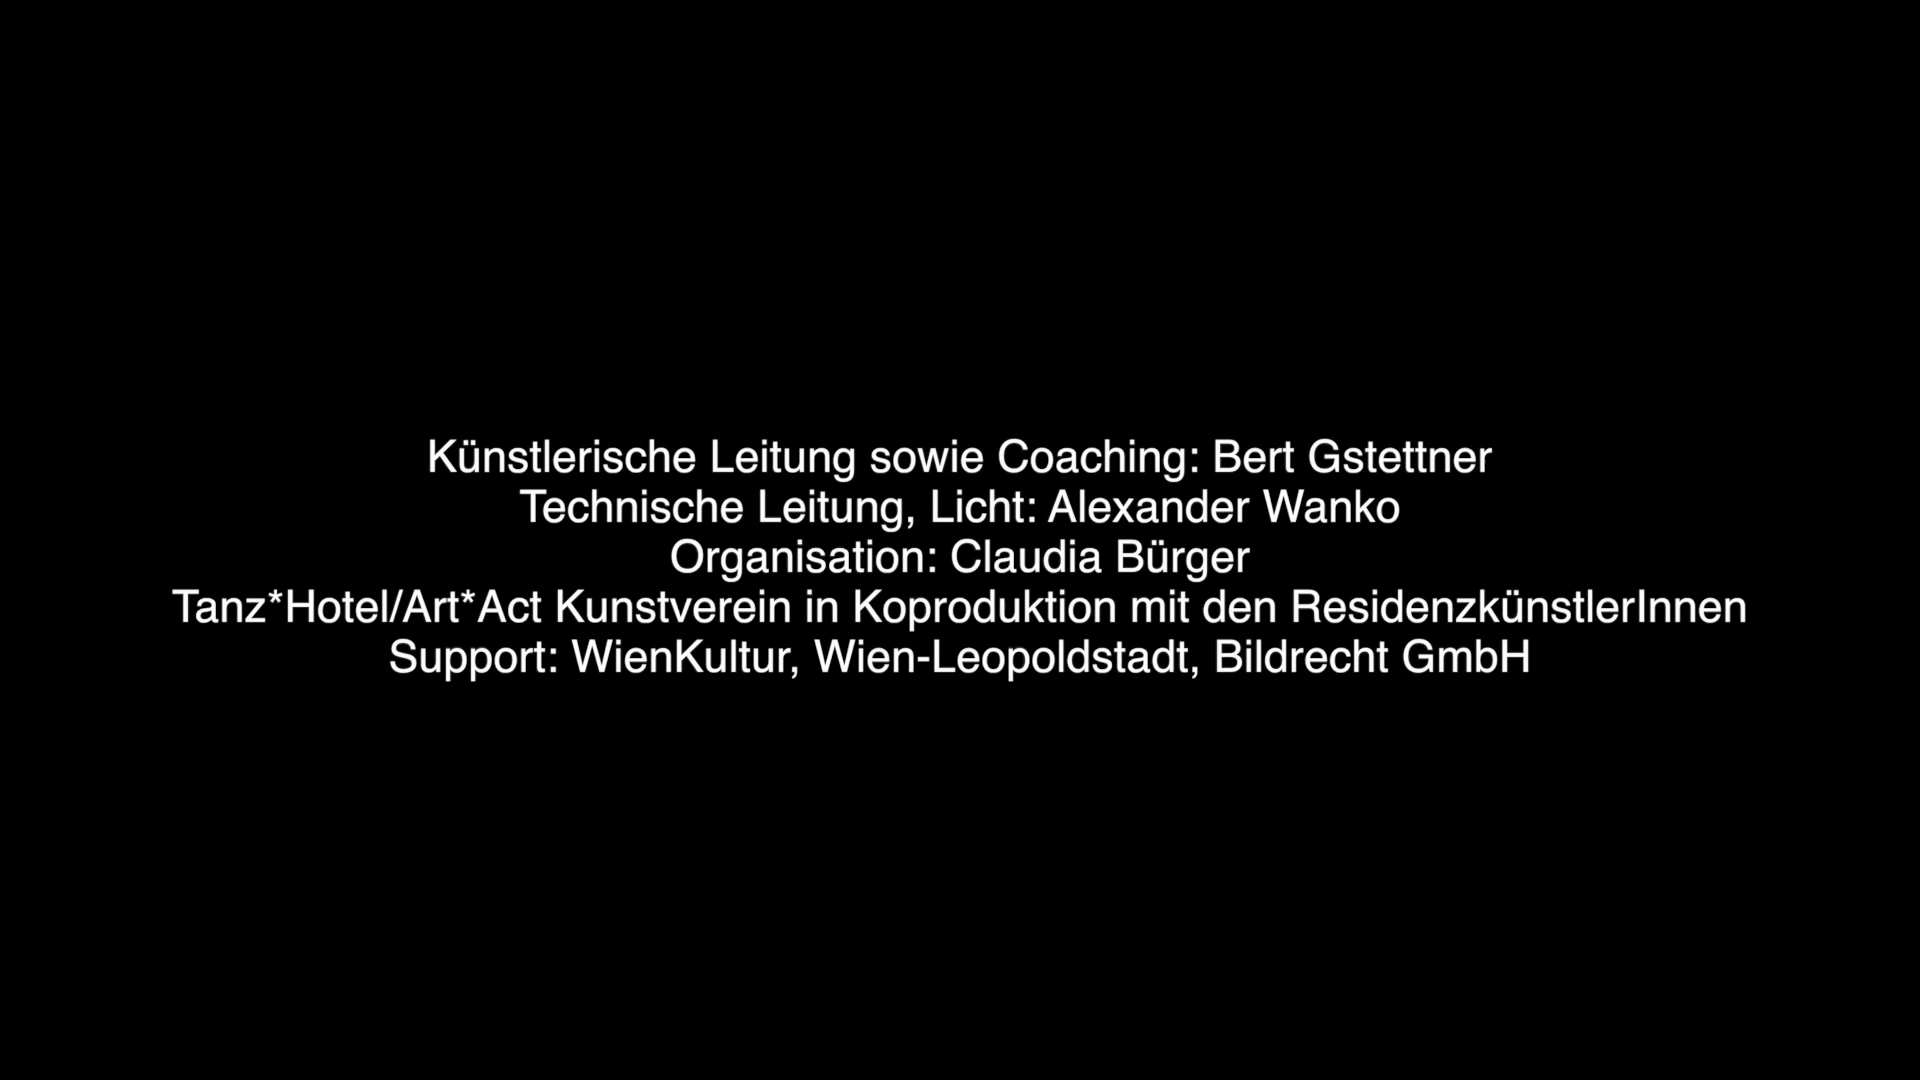 Künstlerische Leitung sowie Coaching: Bert Gstettner
Technische Leitung, Licht: Alexander Wanko
Organisation: Claudia Bürger
Tanz*Hotel/Art*Act Kunstverein in Koproduktion mit den ResidenzkünstlerInnen
Support: WienKultur, Wien-Leopoldstadt, Bildrecht GmbH